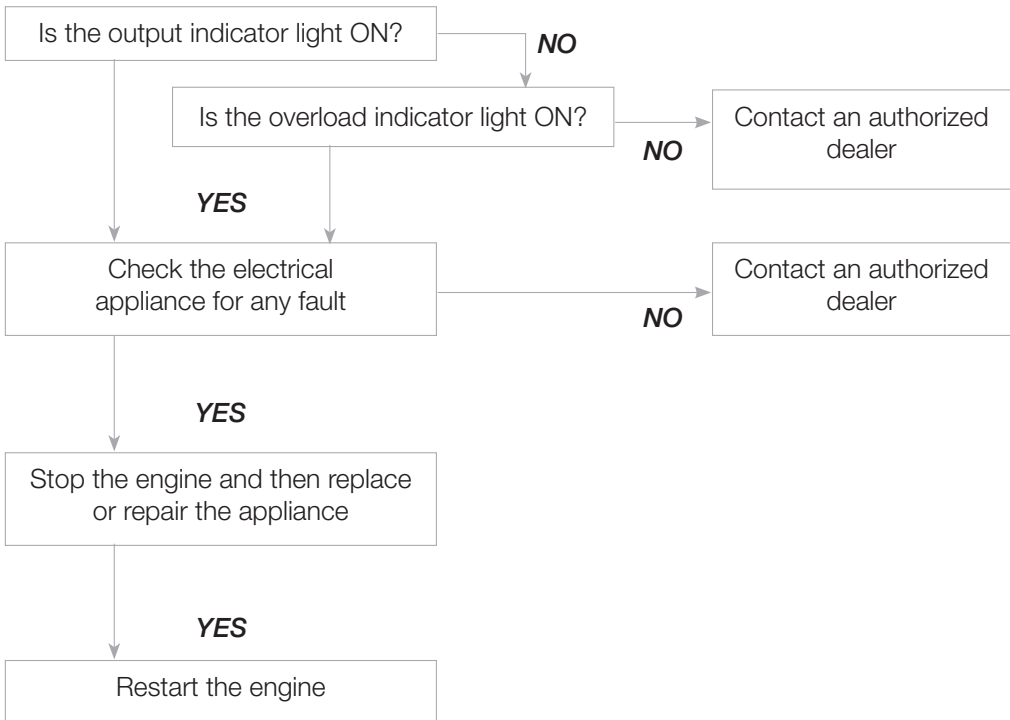 Is the output indicator light ON?
NO
Is the overload indicator light ON?
NO
Contact an authorized
dealer
YES
Check the electrical
appliance for any fault
NO
Contact an authorized
dealer
YES
Stop the engine and then replace
or repair the appliance
YES
Restart the engine